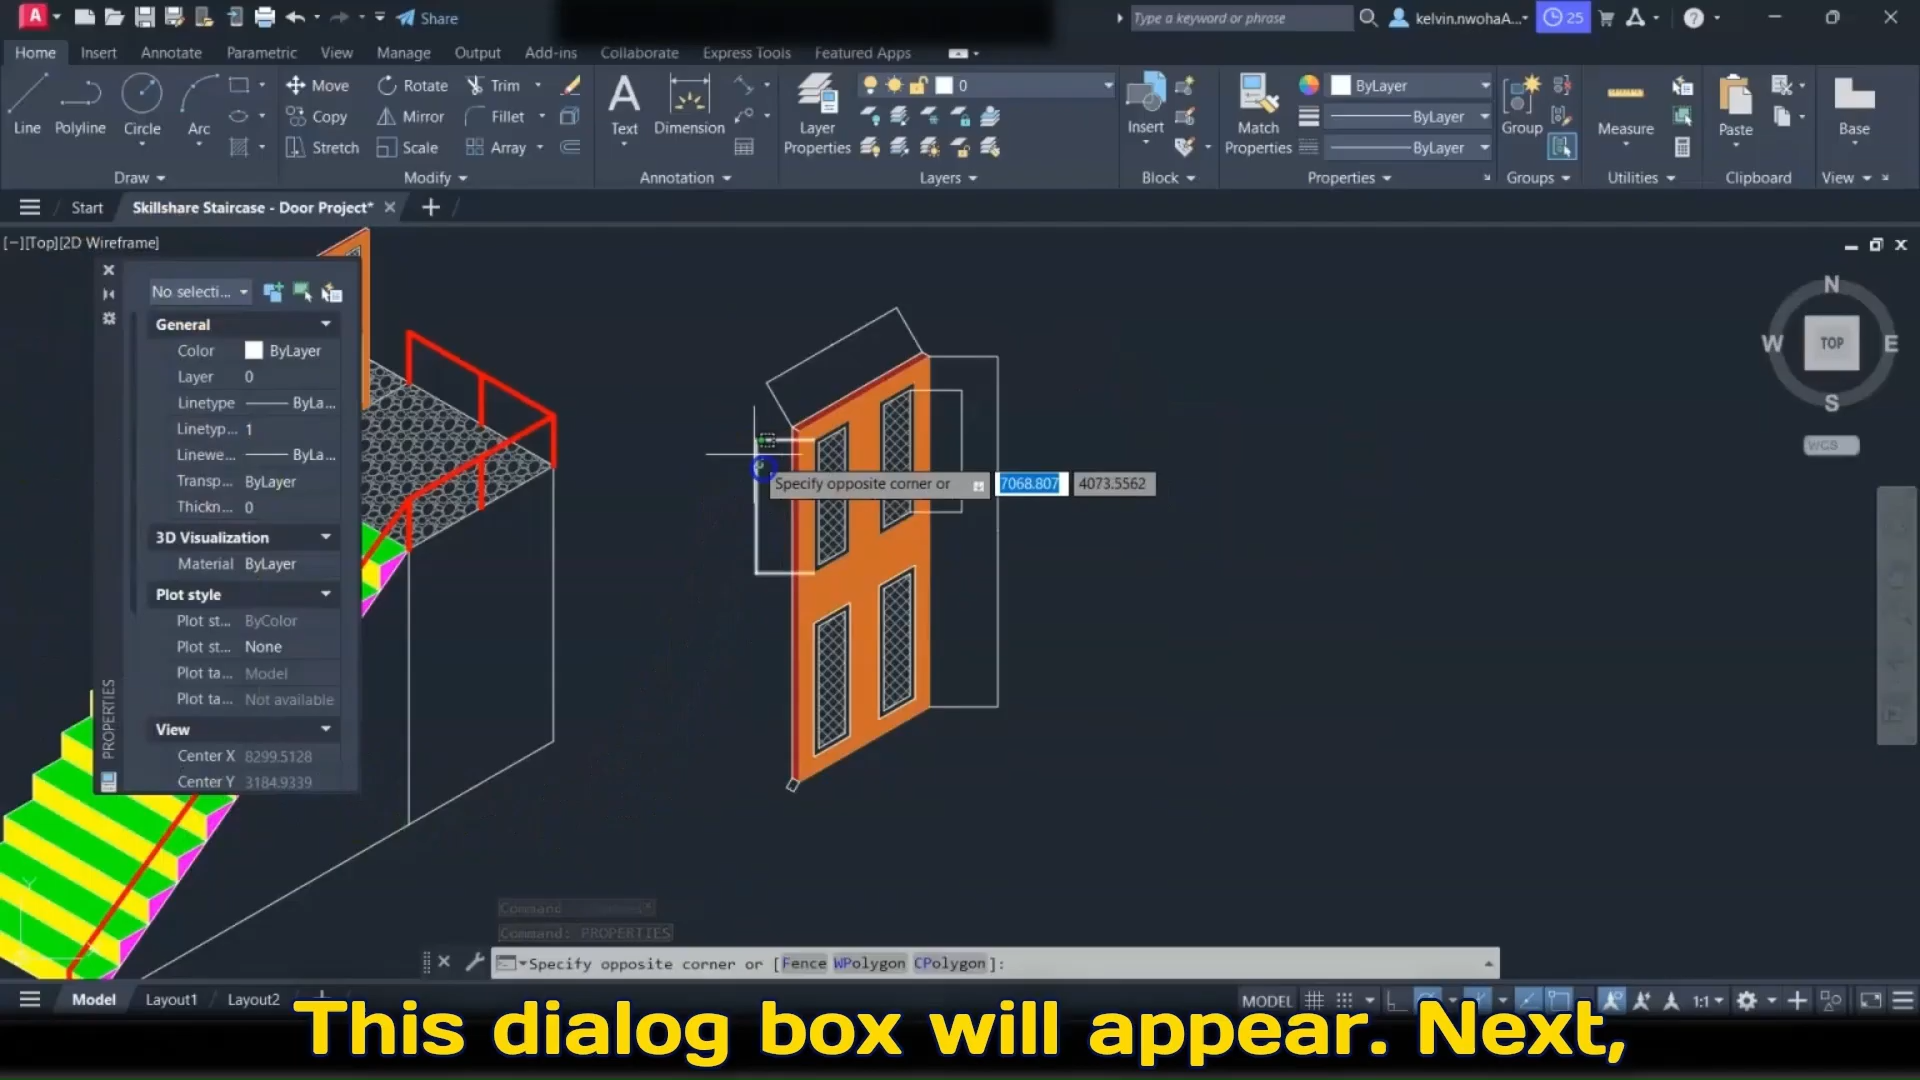 A
Share
Type a keyword or phrase
kelvin.nwohaA...
25
Home Insert Annotate Parametric View Manage Output Add-ins Collaborate Express Tools Featured Apps
Line Polyline Circle Arc
Move Rotate Trim
Copy Mirror Fillet
Stretch Scale Array
Text Dimension
Layer Properties
0
Insert
Match Properties
ByLayer
ByLayer
ByLayer
Group
Measure
Paste
Base
Draw Modify Annotation Layers Block Properties Groups Utilities Clipboard View
Start Skillshare Staircase - Door Project*
[−][Top][2D Wireframe]
No selecti...
General
Color ByLayer
Layer 0
Linetype ByLa...
Linetyp... 1
Linewe... ByLa...
Transp... ByLayer
Thickn... 0
3D Visualization
Material ByLayer
Plot style
Plot st... ByColor
Plot st... None
Plot ta... Model
Plot ta... Not available
View
Center X 8299.5128
Center Y 3184.9339
PROPERTIES
Specify opposite corner or 7068.807 4073.5562
N
W TOP E
S
WCS
Y
Command
Command: PROPERTIES
Specify opposite corner or [Fence WPolygon CPolygon]:
Model Layout1 Layout2
MODEL 1:1
This dialog box will appear. Next,